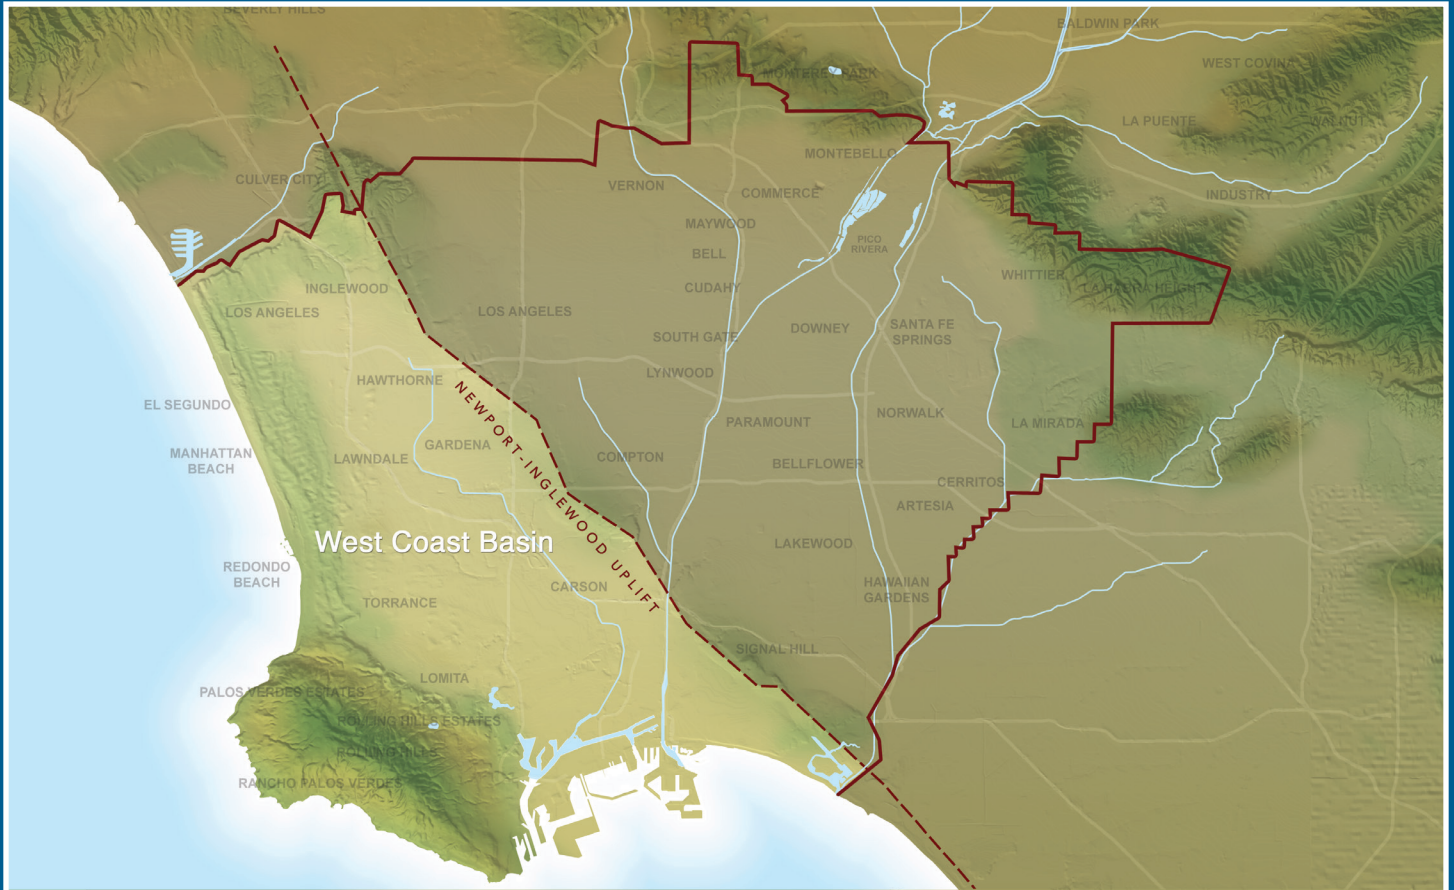 BEVERLY HILLS
BALDWIN PARK
WEST COVINA
MONTEREY PARK
LA PUENTE
WALNUT
MONTEBELLO
CULVER CITY
VERNON
COMMERCE
INDUSTRY
MAYWOOD
PICO
RIVERA
BELL
WHITTIER
INGLEWOOD
CUDAHY
LA HABRA HEIGHTS
LOS ANGELES
LOS ANGELES
DOWNEY
SANTA FE
SPRINGS
SOUTH GATE
LYNWOOD
HAWTHORNE
EL SEGUNDO
NEWPORT-INGLEWOOD UPLIFT
PARAMOUNT
NORWALK
LA MIRADA
GARDENA
MANHATTAN
BEACH
LAWNDALE
COMPTON
BELLFLOWER
CERRITOS
ARTESIA
West Coast Basin
LAKEWOOD
REDONDO
BEACH
CARSON
HAWAIIAN
GARDENS
TORRANCE
SIGNAL HILL
LOMITA
PALOS VERDES ESTATES
ROLLING HILLS ESTATES
ROLLING HILLS
RANCHO PALOS VERDES